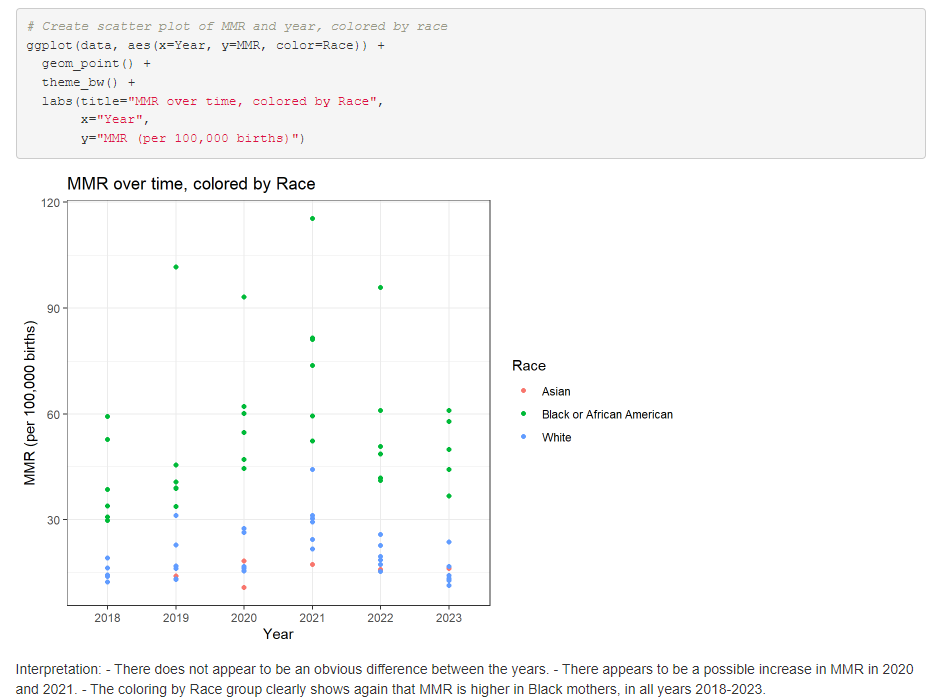 # Create scatter plot of MMR and year, colored by race
ggplot(data, aes(x=Year, y=MMR, color=Race)) +
  geom_point() +
  theme_bw() +
  labs(title="MMR over time, colored by Race",
       x="Year",
       y="MMR (per 100,000 births)")
MMR over time, colored by Race
120
90
60
30
MMR (per 100,000 births)
2018 2019 2020 2021 2022 2023
Year
Race
Asian
Black or African American
White
Interpretation: - There does not appear to be an obvious difference between the years. - There appears to be a possible increase in MMR in 2020
and 2021. - The coloring by Race group clearly shows again that MMR is higher in Black mothers, in all years 2018-2023.